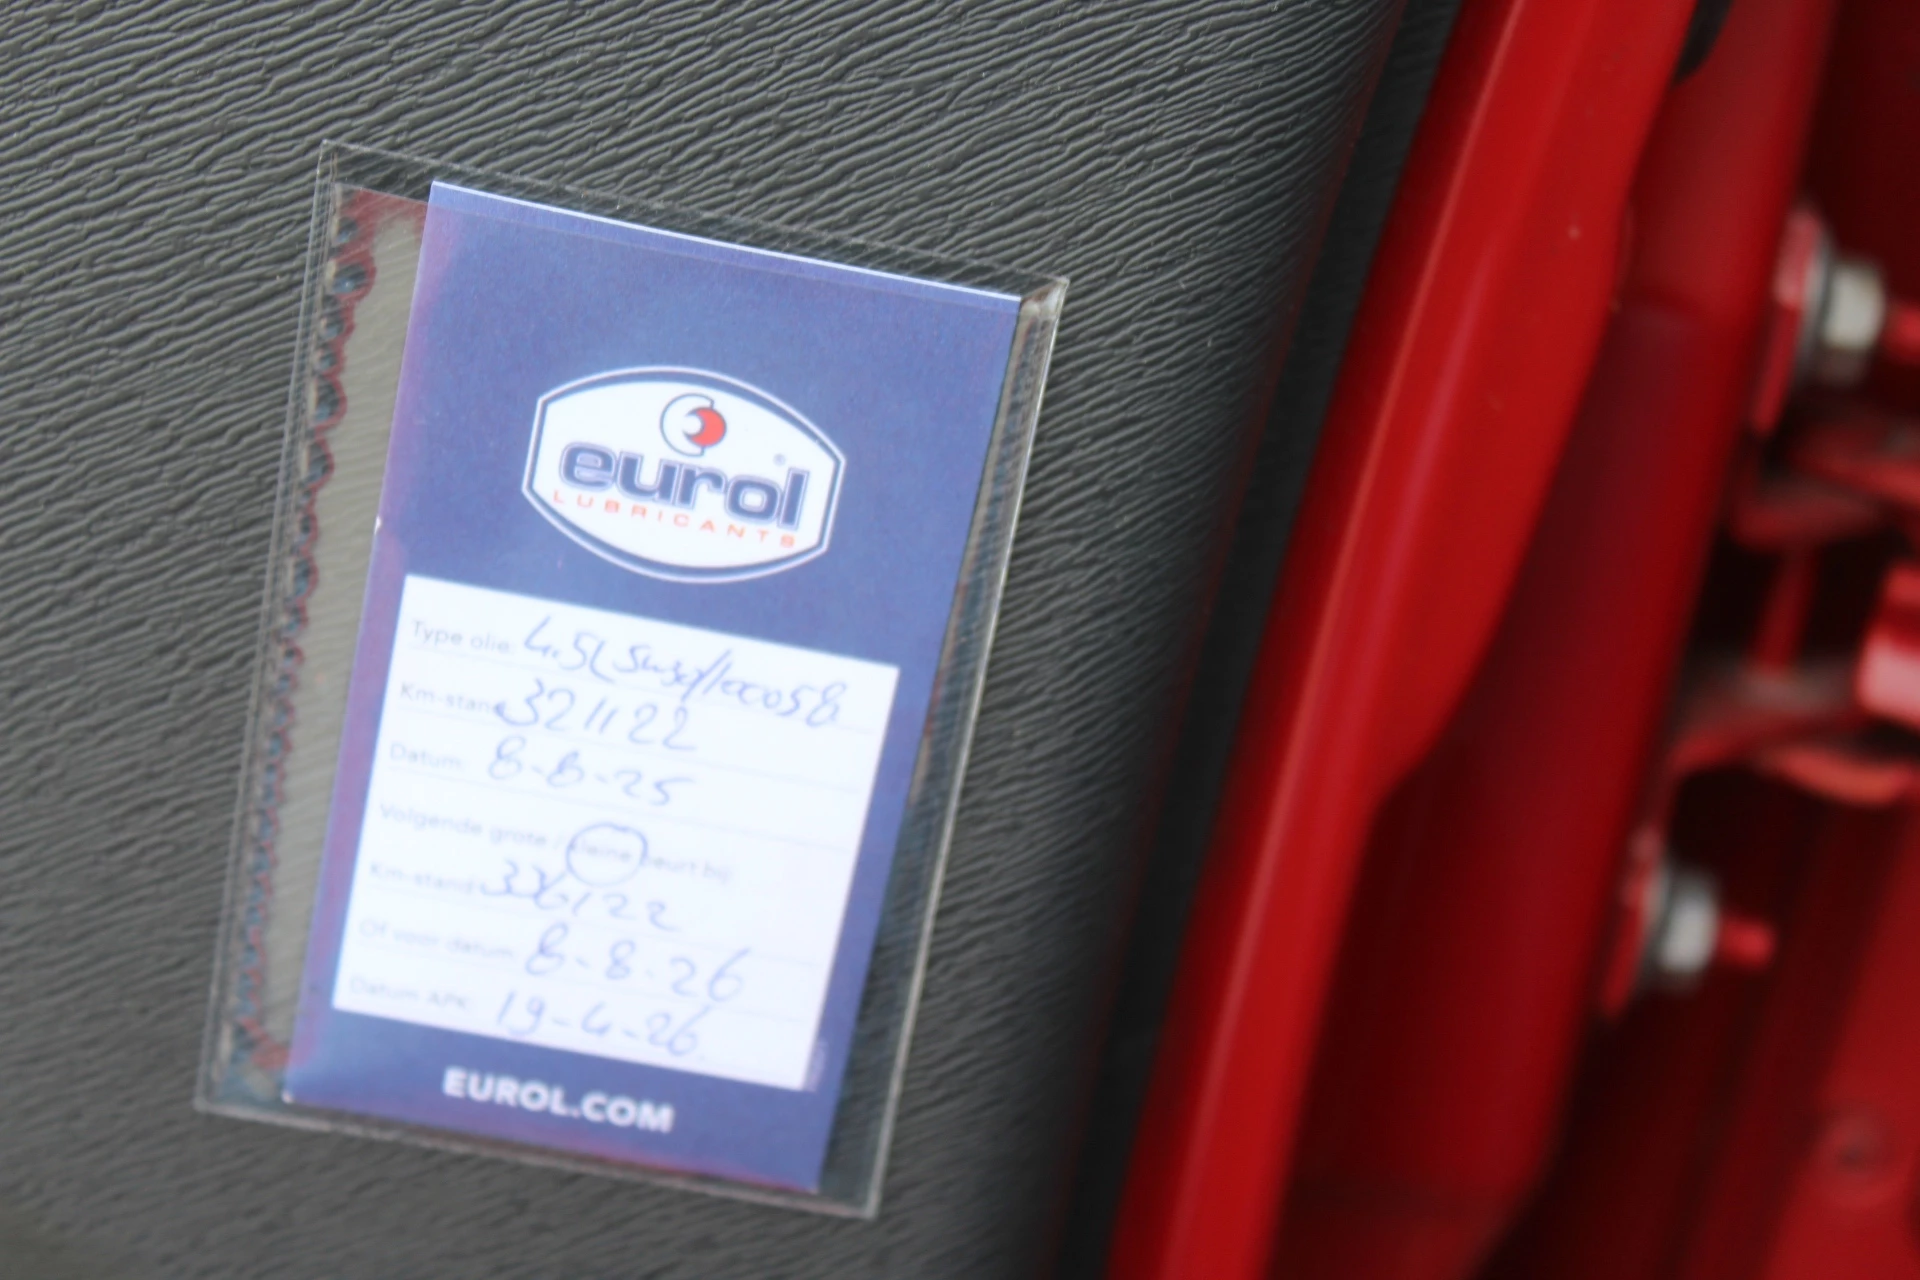 eurol®
LUBRICANTS
Type olie: 4.5L 5w30/100058
Km-stand 321122
Datum: 8-8-25
Volgende grote / kleine beurt bij:
Km-stand: 336122
Of voor datum: 8-8-26
Datum APK: 19-4-26
EUROL.COM